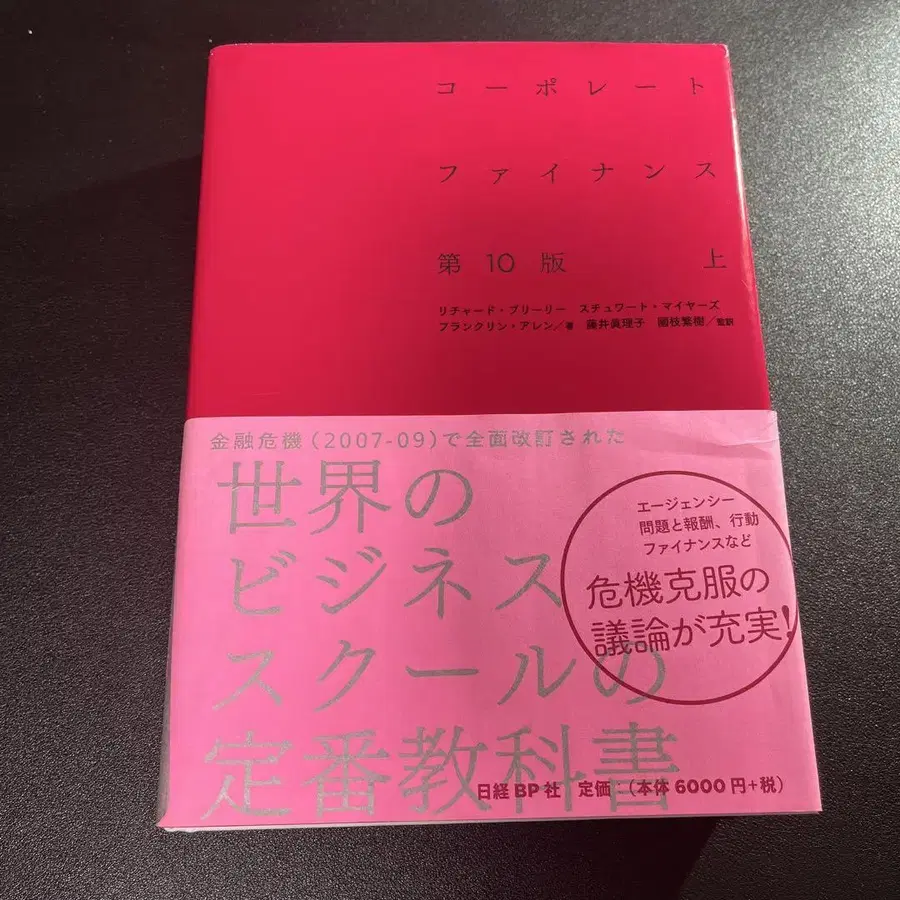 コーポレート
ファイナンス
第10版 上
リチャード・ブリーリー スチュワート・マイヤーズ
フランクリン・アレン/著 藤井眞理子 國枝繁樹/監訳
金融危機(2007-09)で全面改訂された
世界の
ビジネス
スクールの
定番教科書
エージェンシー
問題と報酬、行動
ファイナンスなど
危機克服の
議論が充実!
日経BP社 定価:(本体6000円+税)